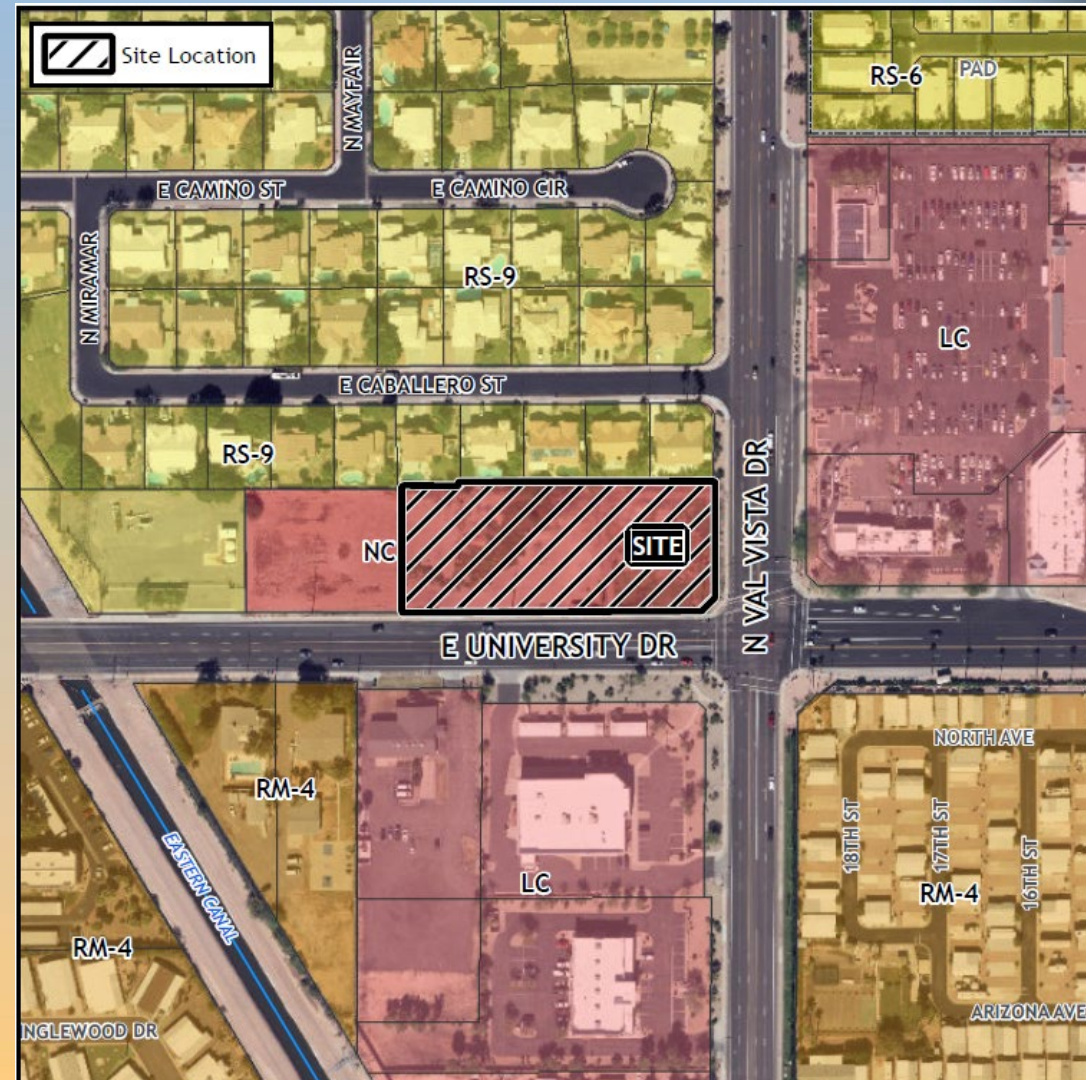 Site Location
N MAYFAIR
RS-6
PAD
E CAMINO ST
E CAMINO CIR
N MIRAMAR
RS-9
LC
E CABALLERO ST
RS-9
N VAL VISTA DR
NC
SITE
E UNIVERSITY DR
NORTH AVE
RM-4
18TH ST
17TH ST
16TH ST
EASTERN CANAL
LC
RM-4
RM-4
ARIZONA AVE
INGLEWOOD DR